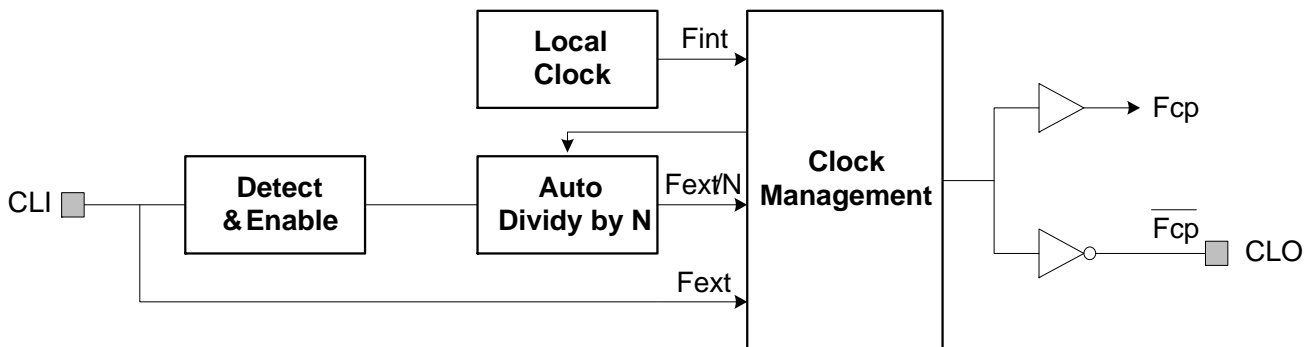 Local
Clock
Fint
Clock
Management
Fcp
CLI
Detect
& Enable
Auto
Dividy by N
Fext/N
Fcp
CLO
Fext